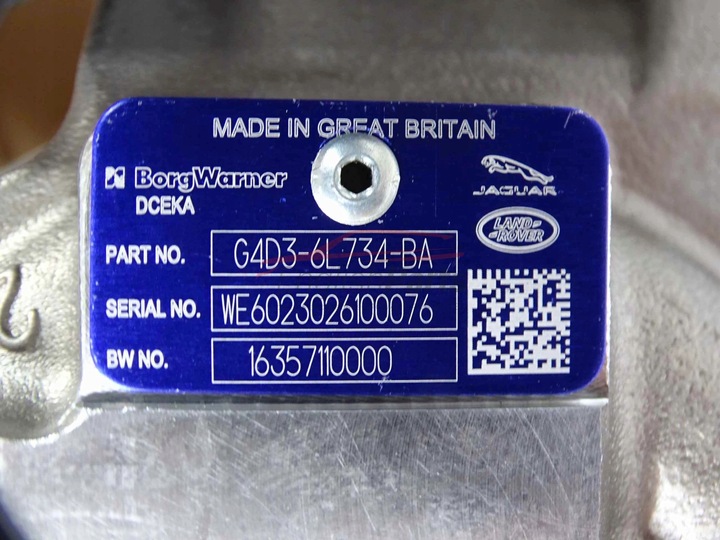 MADE IN GREAT BRITAIN
BorgWarner
DCEKA
JAGUAR
LAND ROVER
PART NO. G4D3-6L734-BA
SERIAL NO. WE6023026100076
BW NO. 16357110000
2